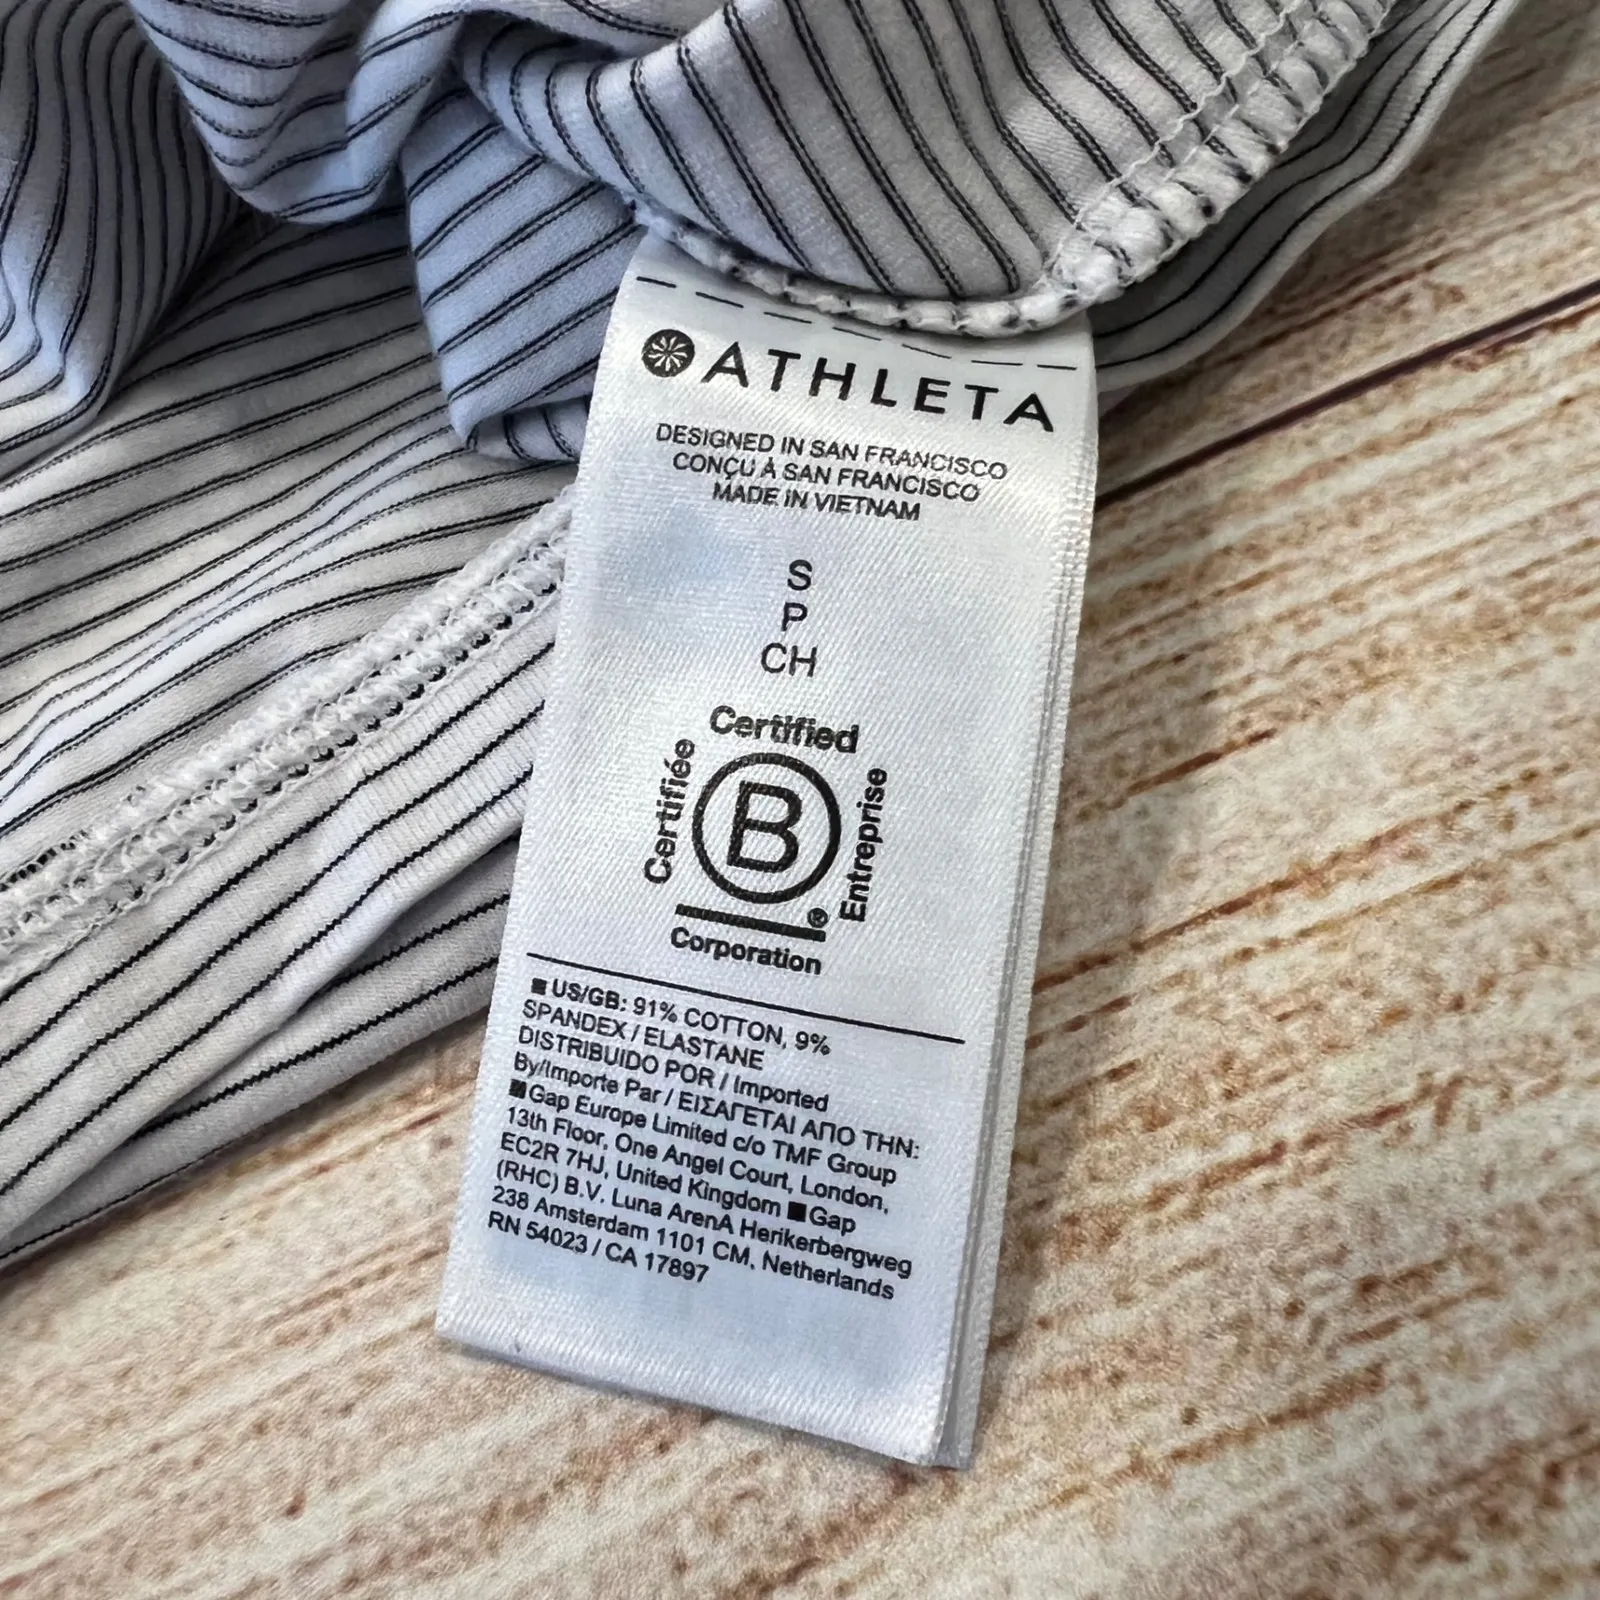 ATHLETA
DESIGNED IN SAN FRANCISCO
CONÇU À SAN FRANCISCO
MADE IN VIETNAM
S
P
CH
Certified
Certifiée
B
Entreprise
®
Corporation
■ US/GB: 91% COTTON, 9%
SPANDEX / ELASTANE
DISTRIBUIDO POR / Imported
By/Importe Par / ΕΙΣΑΓΕΤΑΙ ΑΠΟ ΤΗΝ:
■Gap Europe Limited c/o TMF Group
13th Floor, One Angel Court, London,
EC2R 7HJ, United Kingdom ■Gap
(RHC) B.V. Luna ArenA Herikerbergweg
238 Amsterdam 1101 CM, Netherlands
RN 54023 / CA 17897